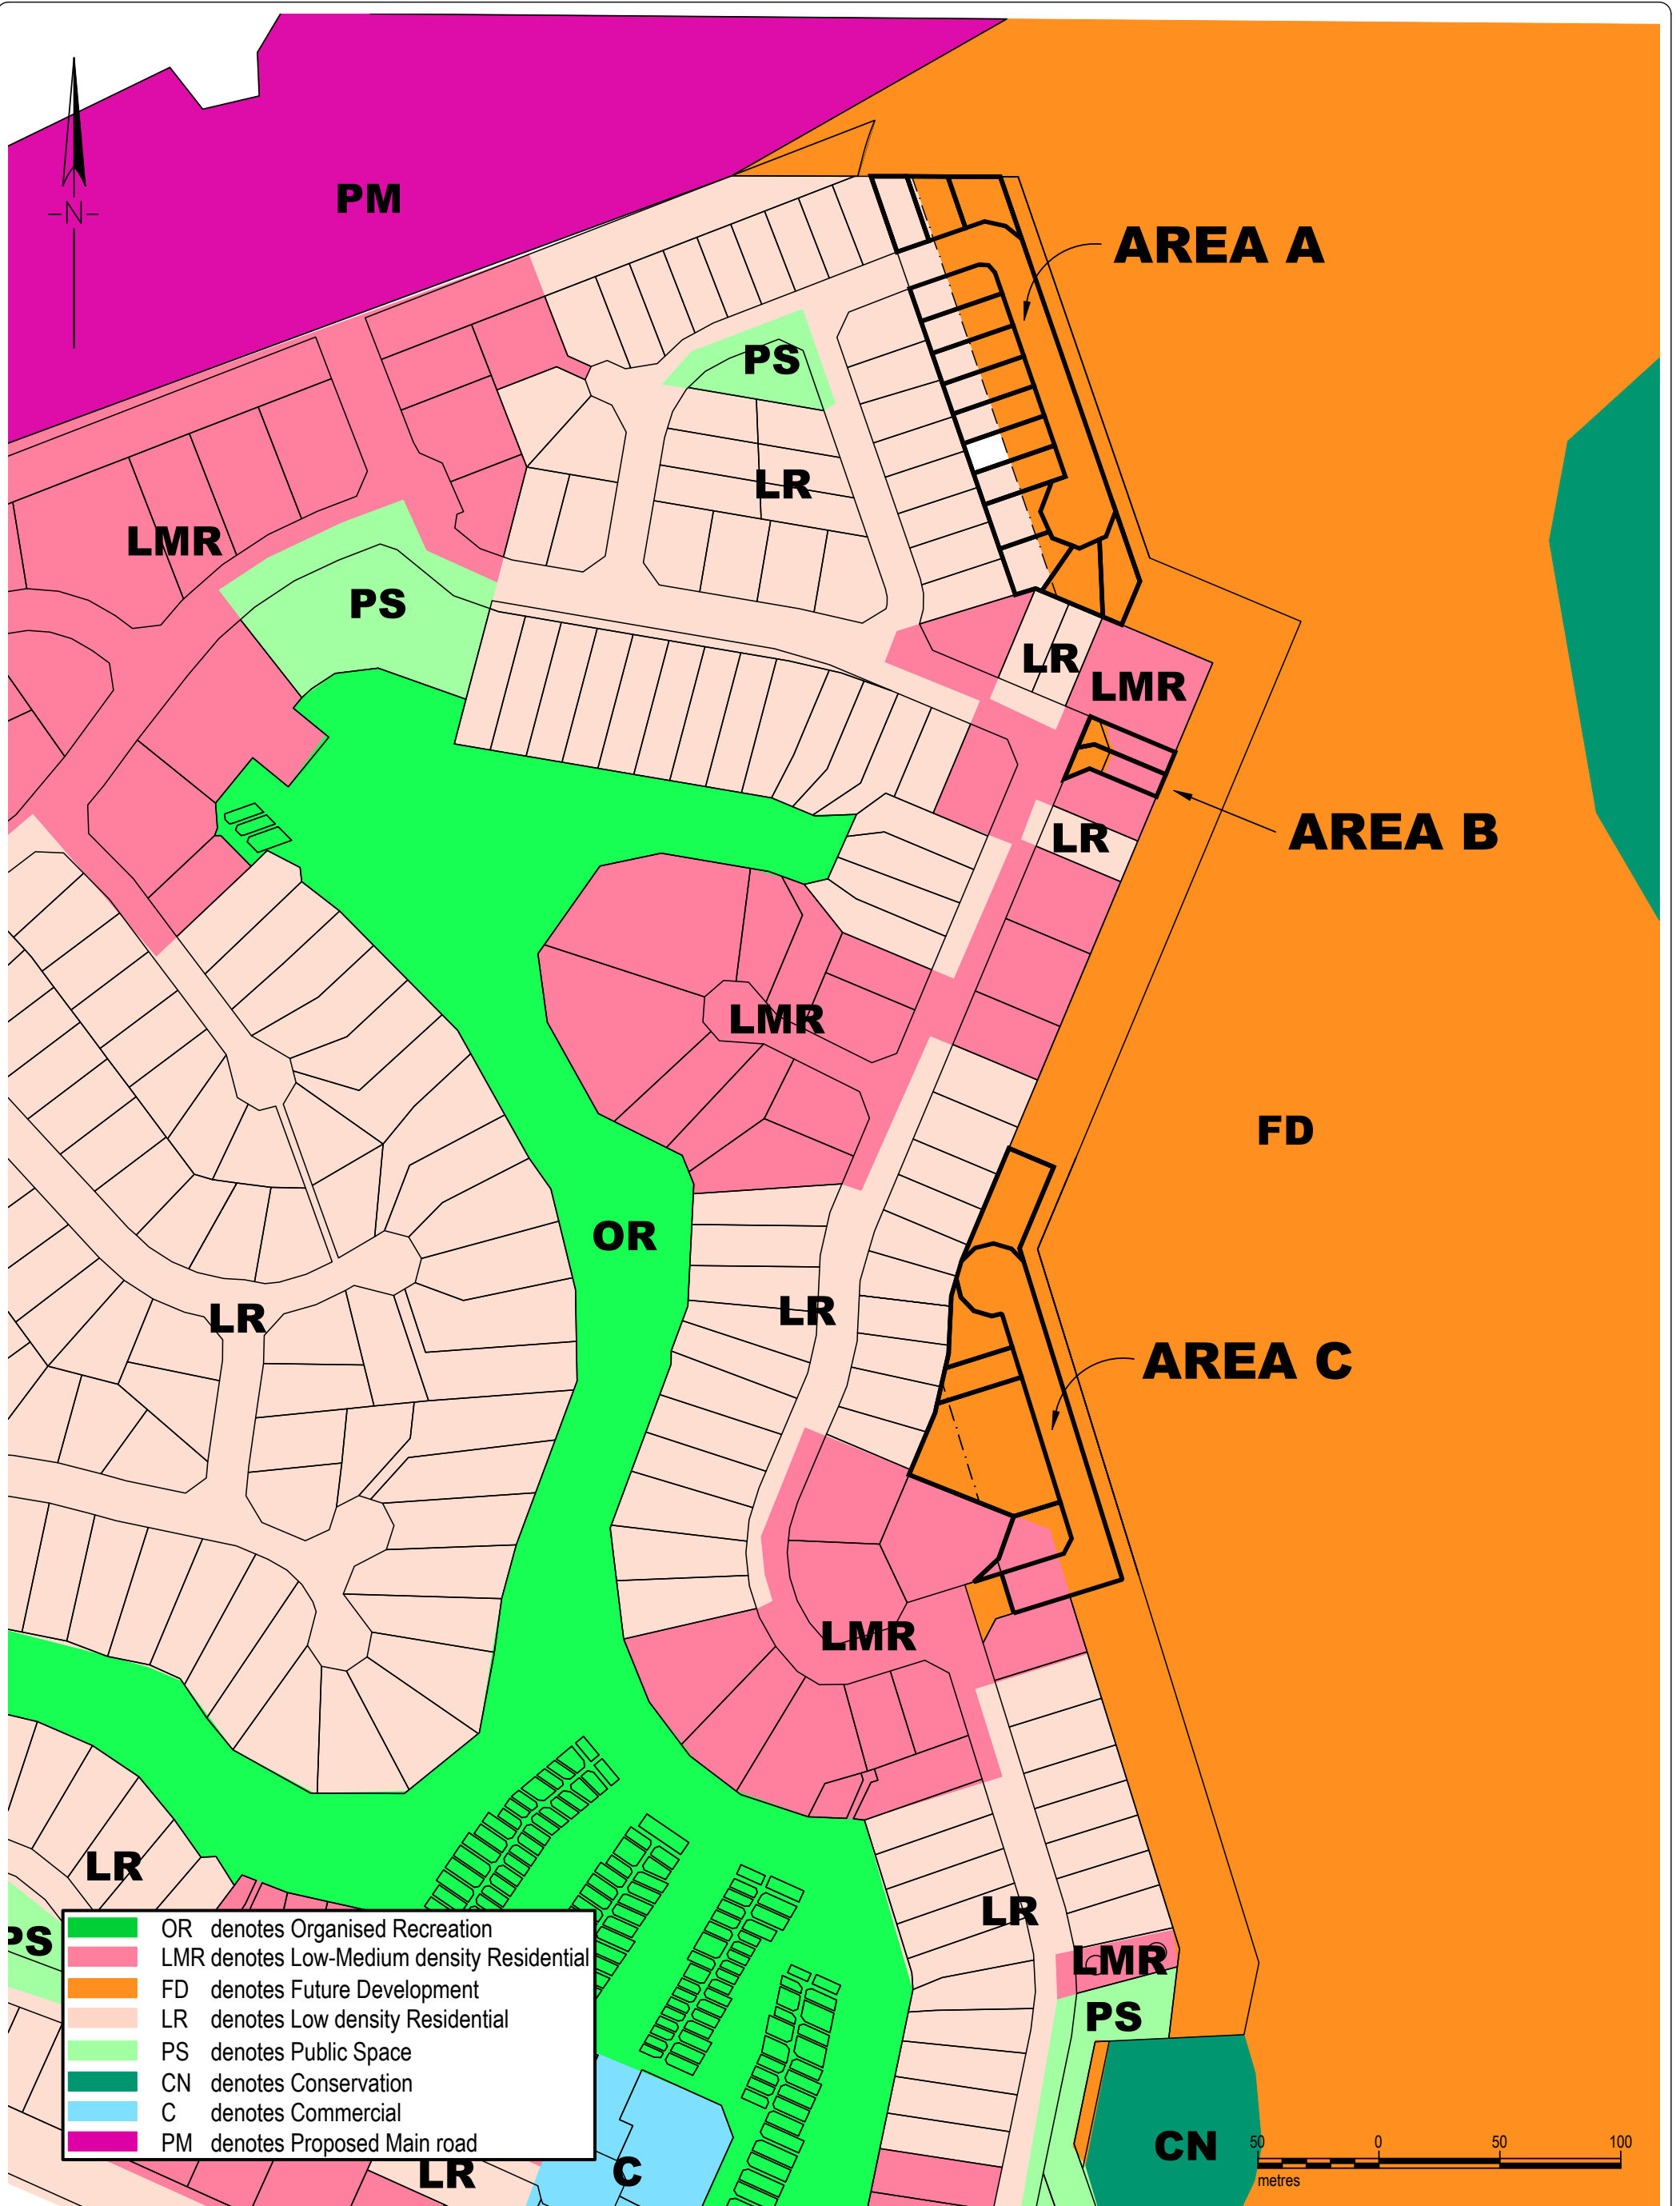 N
PM
AREA A
PS
LR
LMR
PS
LR
LMR
AREA B
LR
LMR
FD
OR
LR
LR
AREA C
LMR
LR
LR
PS
LMR
PS
OR denotes Organised Recreation
LMR denotes Low-Medium density Residential
FD denotes Future Development
LR denotes Low density Residential
PS denotes Public Space
CN denotes Conservation
C denotes Commercial
PM denotes Proposed Main road
LR
C
CN
50 0 50 100
metres